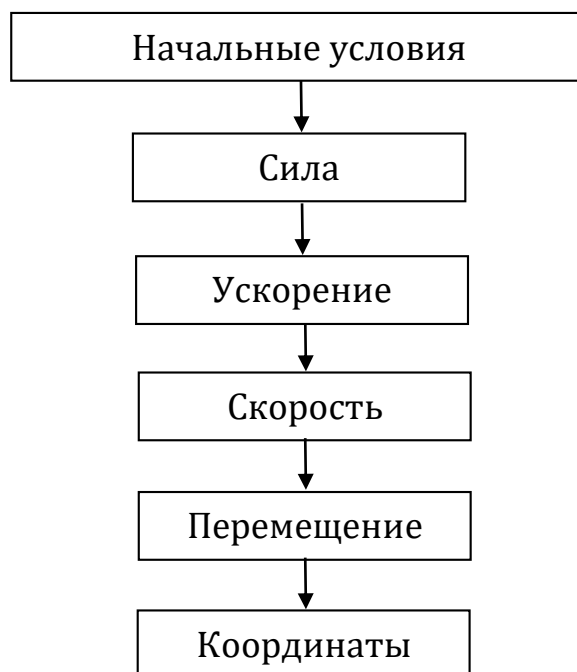 Начальные условия
Сила
Ускорение
Скорость
Перемещение
Координаты